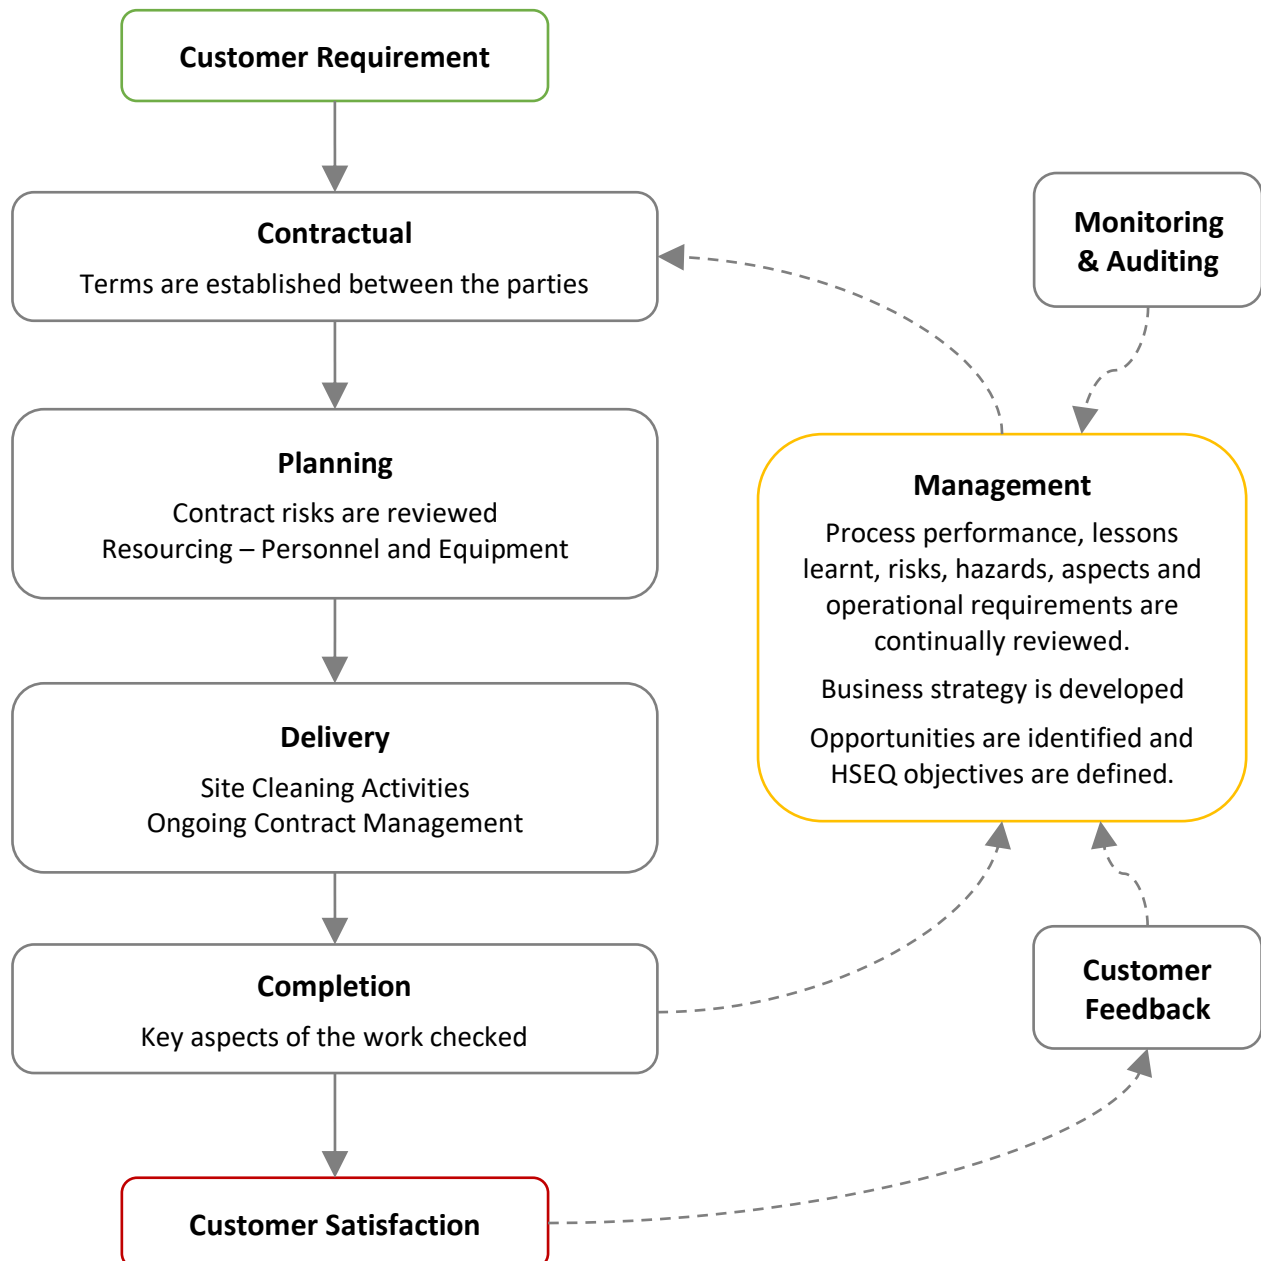 Customer Requirement
Contractual
Terms are established between the parties
Planning
Contract risks are reviewed
Resourcing – Personnel and Equipment
Delivery
Site Cleaning Activities
Ongoing Contract Management
Completion
Key aspects of the work checked
Customer Satisfaction
Monitoring
& Auditing
Management
Process performance, lessons
learnt, risks, hazards, aspects and
operational requirements are
continually reviewed.
Business strategy is developed
Opportunities are identified and
HSEQ objectives are defined.
Customer
Feedback